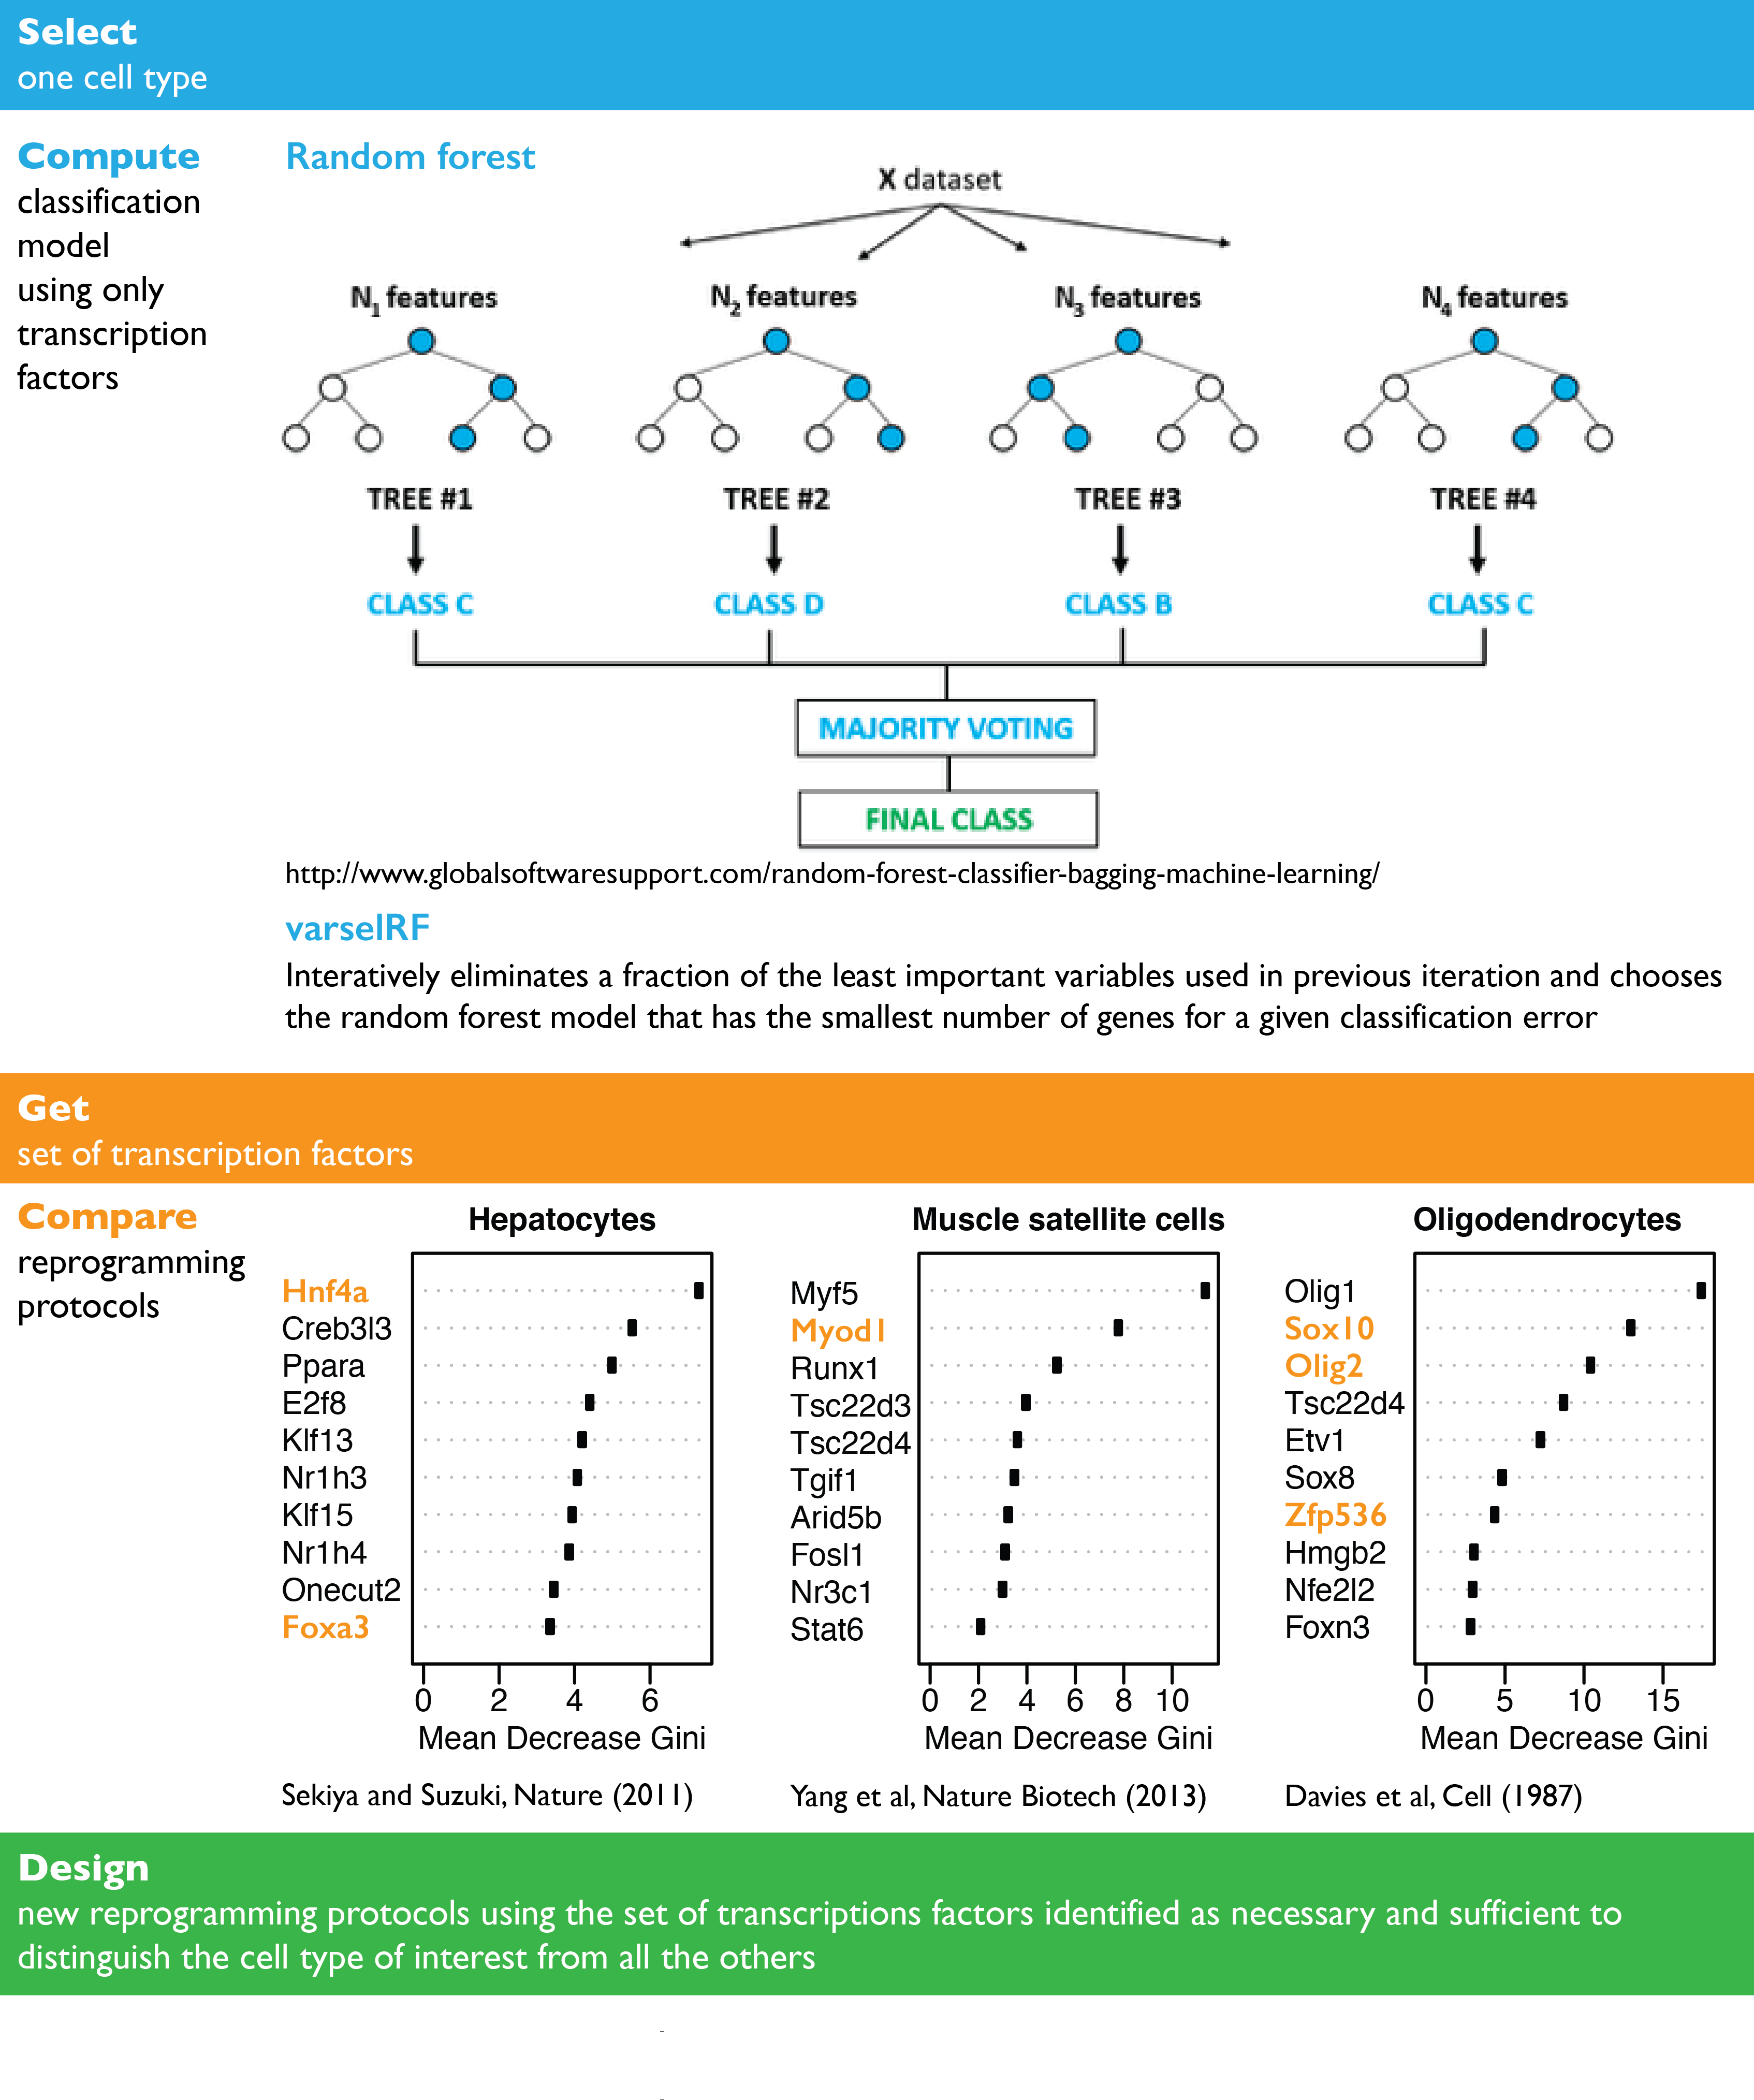 Select
one cell type
Compute
classification
model
using only
transcription
factors
Random forest
X dataset
N1 features
N2 features
N3 features
N4 features
TREE #1
TREE #2
TREE #3
TREE #4
CLASS C
CLASS D
CLASS B
CLASS C
MAJORITY VOTING
FINAL CLASS
http://www.globalsoftwaresupport.com/random-forest-classifier-bagging-machine-learning/
varselRF
Interatively eliminates a fraction of the least important variables used in previous iteration and chooses
the random forest model that has the smallest number of genes for a given classification error
Get
set of transcription factors
Compare
reprogramming
protocols
Hepatocytes
Hnf4a
Creb3l3
Ppara
E2f8
Klf13
Nr1h3
Klf15
Nr1h4
Onecut2
Foxa3
0 2 4 6
Mean Decrease Gini
Sekiya and Suzuki, Nature (2011)
Muscle satellite cells
Myf5
Myod1
Runx1
Tsc22d3
Tsc22d4
Tgif1
Arid5b
Fosl1
Nr3c1
Stat6
0 2 4 6 8 10
Mean Decrease Gini
Yang et al, Nature Biotech (2013)
Oligodendrocytes
Olig1
Sox10
Olig2
Tsc22d4
Etv1
Sox8
Zfp536
Hmgb2
Nfe2l2
Foxn3
0 5 10 15
Mean Decrease Gini
Davies et al, Cell (1987)
Design
new reprogramming protocols using the set of transcriptions factors identified as necessary and sufficient to
distinguish the cell type of interest from all the others